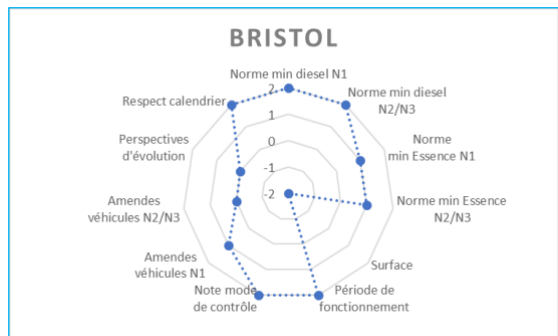 BRISTOL
Norme min diesel N1
Respect calendrier
2
Norme min diesel
N2/N3
1
Perspectives
d'évolution
0
Norme
min Essence N1
-1
Amendes
véhicules N2/N3
-2
Norme min Essence
N2/N3
Amendes
véhicules N1
Surface
Note mode
de contrôle
Période de
fonctionnement